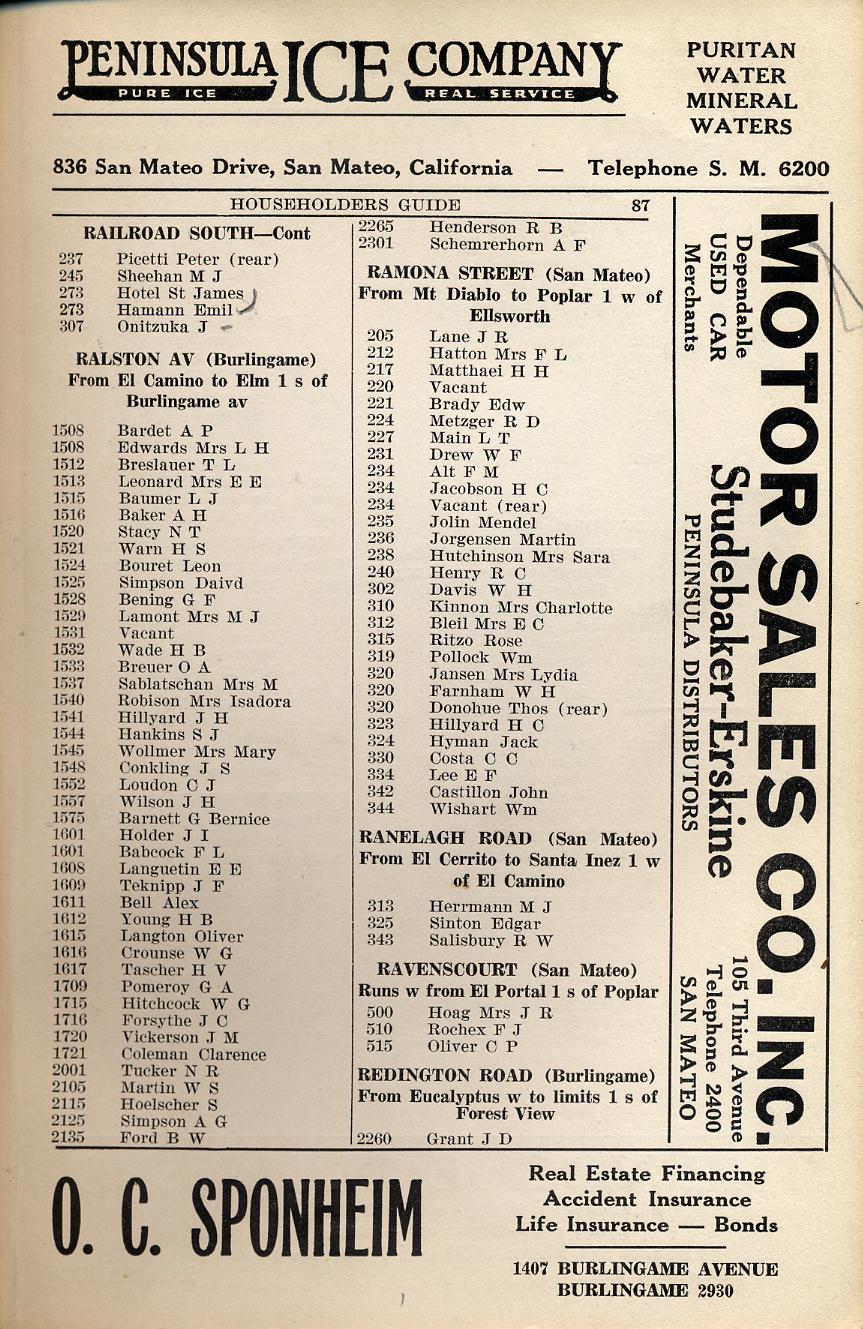 PENINSULA ICE COMPANY
PURE ICE REAL SERVICE
PURITAN
WATER
MINERAL
WATERS
836 San Mateo Drive, San Mateo, California — Telephone S. M. 6200
HOUSEHOLDERS GUIDE 87
RAILROAD SOUTH—Cont
237 Picetti Peter (rear)
245 Sheehan M J
273 Hotel St James
273 Hamann Emil
307 Onitzuka J
RALSTON AV (Burlingame)
From El Camino to Elm 1 s of
Burlingame av
1508 Bardet A P
1508 Edwards Mrs L H
1512 Breslauer T L
1513 Leonard Mrs E E
1515 Baumer L J
1516 Baker A H
1520 Stacy N T
1521 Warn H S
1524 Bouret Leon
1525 Simpson Daivd
1528 Bening G F
1529 Lamont Mrs M J
1531 Vacant
1532 Wade H B
1533 Breuer O A
1537 Sablatschan Mrs M
1540 Robison Mrs Isadora
1541 Hillyard J H
1544 Hankins S J
1545 Wollmer Mrs Mary
1548 Conkling J S
1552 Loudon C J
1557 Wilson J H
1575 Barnett G Bernice
1601 Holder J I
1601 Babcock F L
1608 Languetin E E
1609 Teknipp J F
1611 Bell Alex
1612 Young H B
1615 Langton Oliver
1616 Crounse W G
1617 Tascher H V
1709 Pomeroy G A
1715 Hitchcock W G
1716 Forsythe J C
1720 Vickerson J M
1721 Coleman Clarence
2001 Tucker N R
2105 Martin W S
2115 Hoelscher S
2125 Simpson A G
2135 Ford B W
2265 Henderson R B
2301 Schemrerhorn A F
RAMONA STREET (San Mateo)
From Mt Diablo to Poplar 1 w of
Ellsworth
205 Lane J R
212 Hatton Mrs F L
217 Matthaei H H
220 Vacant
221 Brady Edw
224 Metzger R D
227 Main L T
231 Drew W F
234 Alt F M
234 Jacobson H C
234 Vacant (rear)
235 Jolin Mendel
236 Jorgensen Martin
238 Hutchinson Mrs Sara
240 Henry R C
302 Davis W H
310 Kinnon Mrs Charlotte
312 Bleil Mrs E C
315 Ritzo Rose
319 Pollock Wm
320 Jansen Mrs Lydia
320 Farnham W H
320 Donohue Thos (rear)
323 Hillyard H C
324 Hyman Jack
330 Costa C C
334 Lee E F
342 Castillon John
344 Wishart Wm
RANELAGH ROAD (San Mateo)
From El Cerrito to Santa Inez 1 w
of El Camino
313 Herrmann M J
325 Sinton Edgar
343 Salisbury R W
RAVENSCOURT (San Mateo)
Runs w from El Portal 1 s of Poplar
500 Hoag Mrs J R
510 Rochex F J
515 Oliver C P
REDINGTON ROAD (Burlingame)
From Eucalyptus w to limits 1 s of
Forest View
2260 Grant J D
MOTOR SALES CO. INC.
Dependable
USED CAR
Merchants
Studebaker-Erskine
PENINSULA DISTRIBUTORS
105 Third Avenue
Telephone 2400
SAN MATEO
O. C. SPONHEIM
Real Estate Financing
Accident Insurance
Life Insurance — Bonds
1407 BURLINGAME AVENUE
BURLINGAME 2930